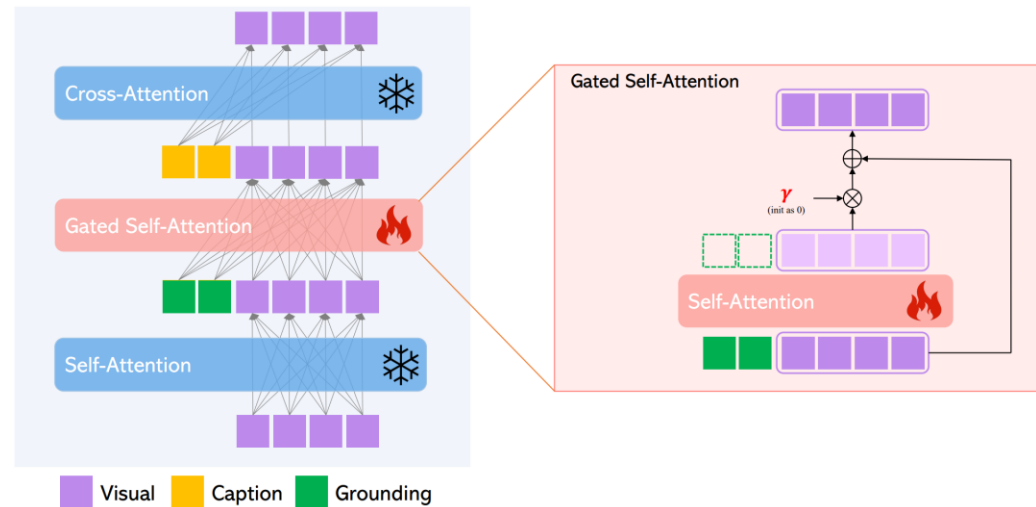 Cross-Attention
Gated Self-Attention
Self-Attention
Visual
Caption
Grounding
Gated Self-Attention
γ
(init as 0)
Self-Attention